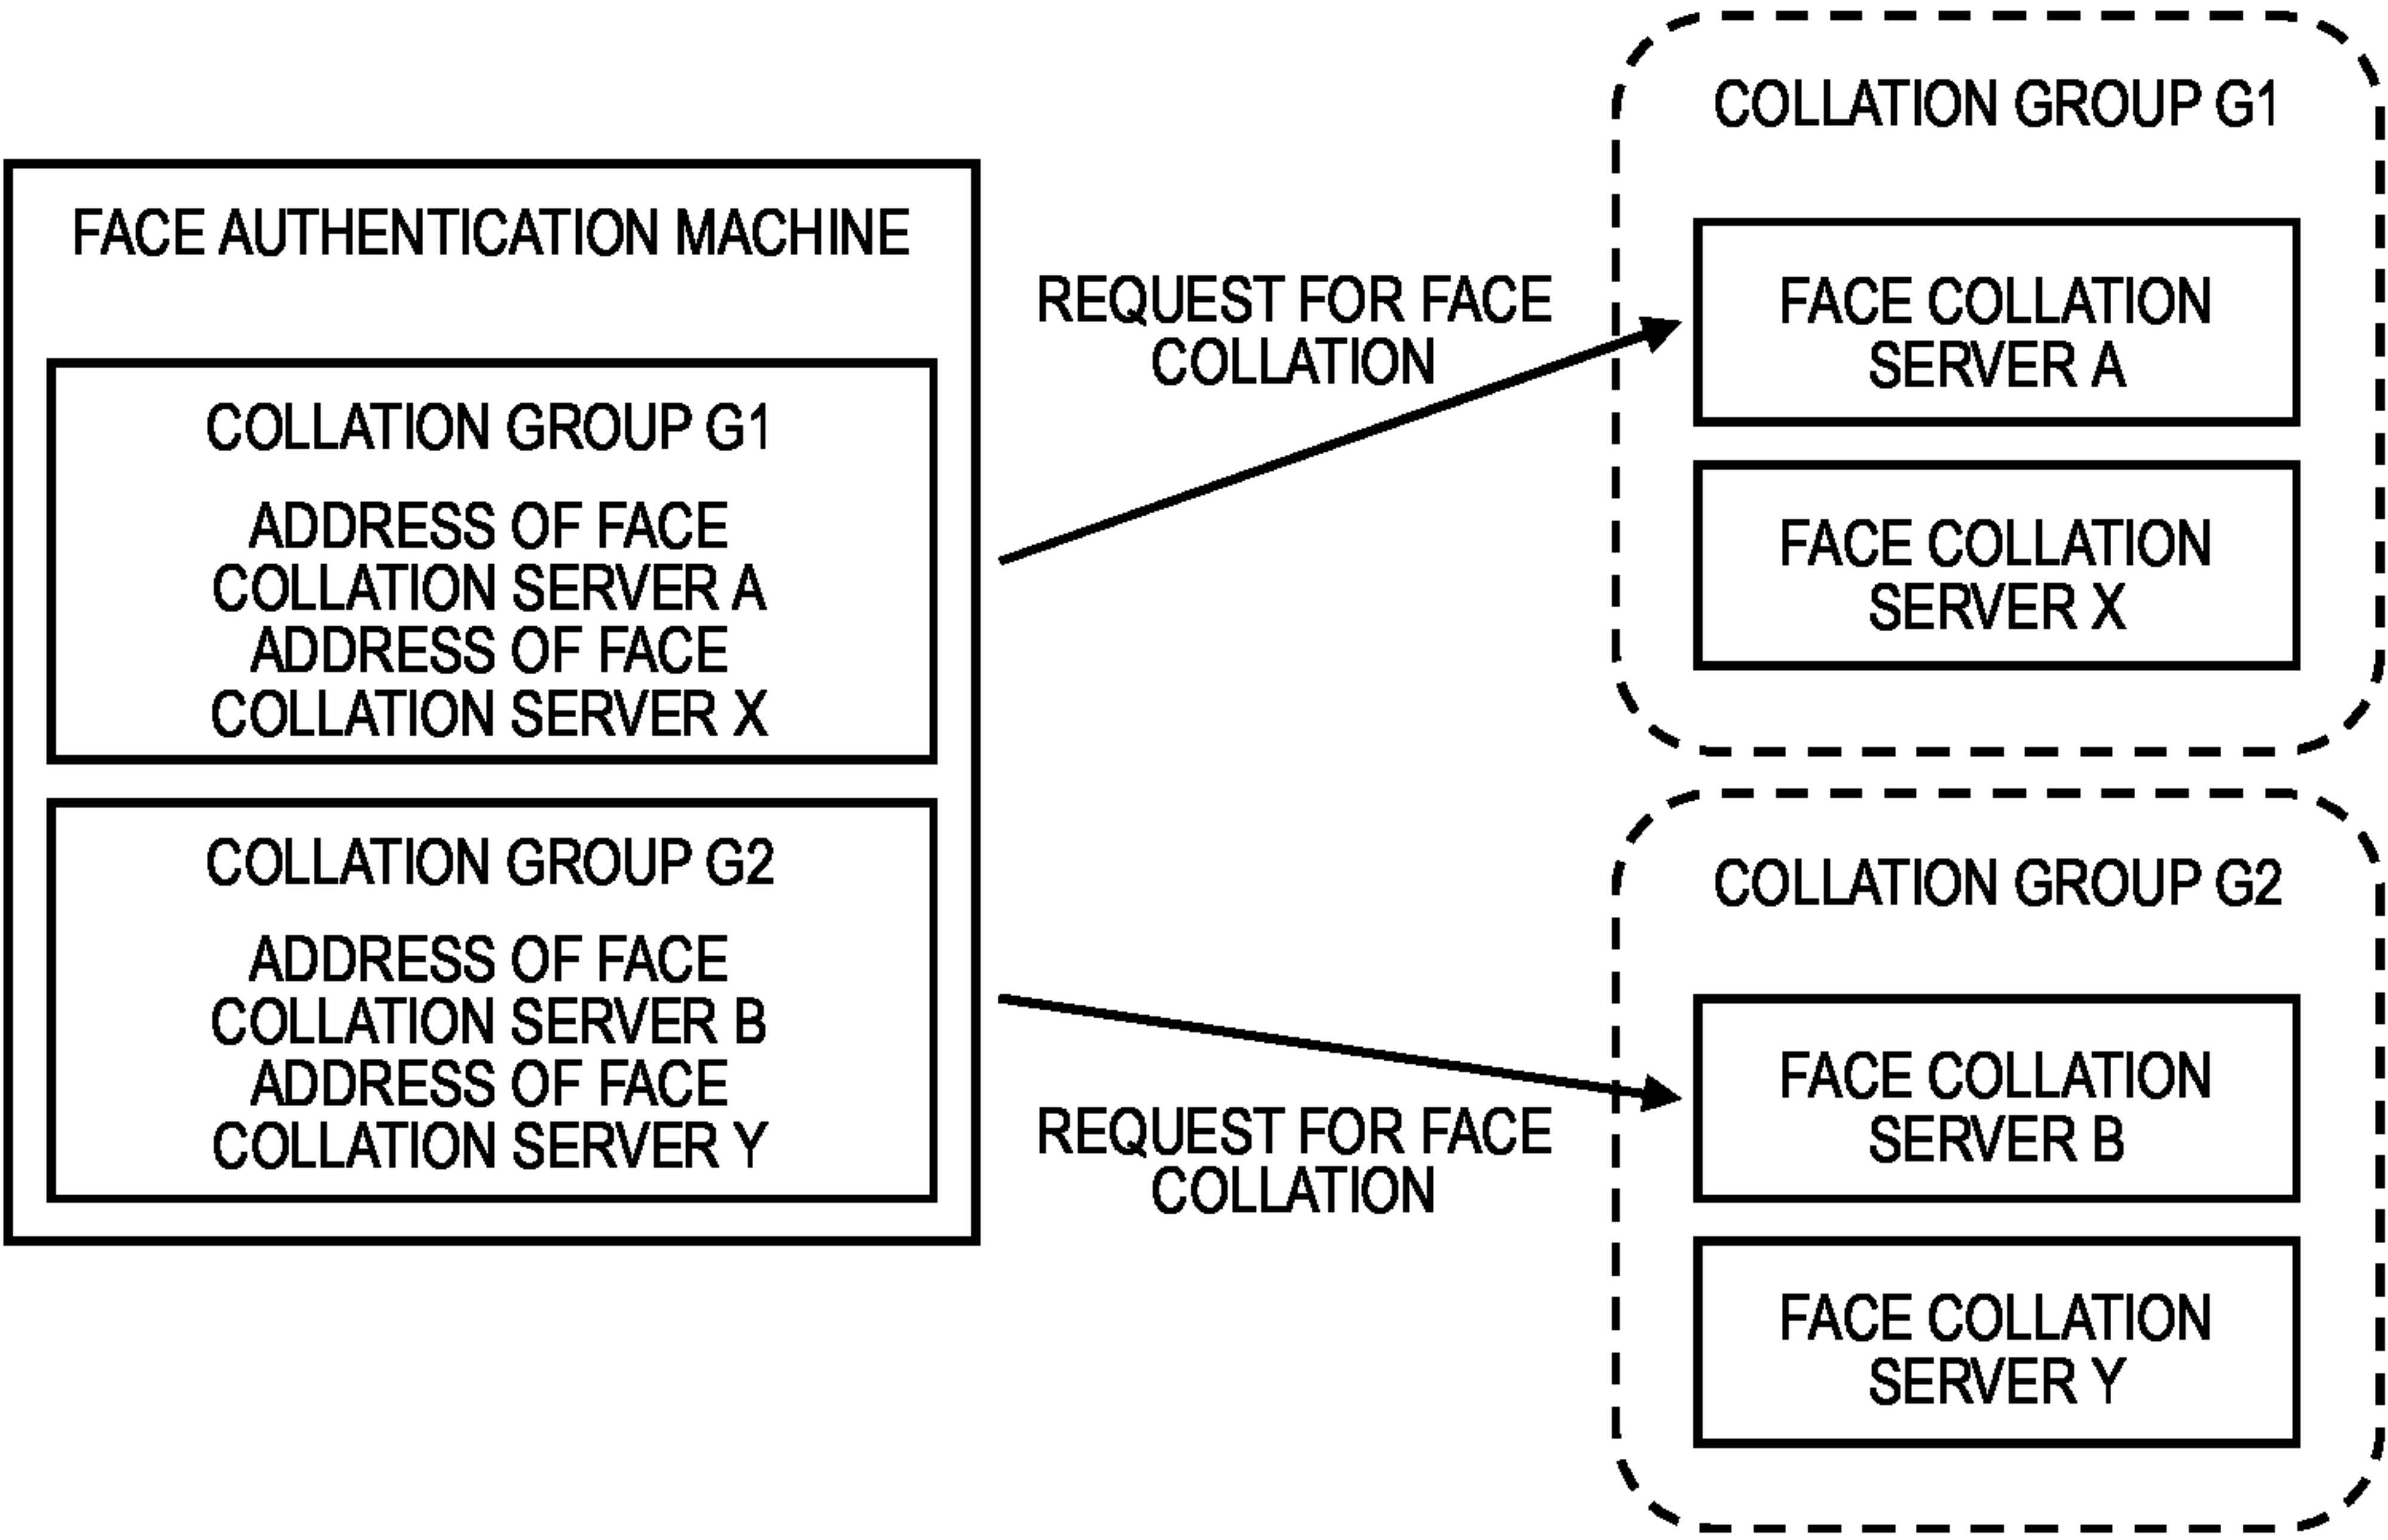 FACE AUTHENTICATION MACHINE
COLLATION GROUP G1
ADDRESS OF FACE
COLLATION SERVER A
ADDRESS OF FACE
COLLATION SERVER X
COLLATION GROUP G2
ADDRESS OF FACE
COLLATION SERVER B
ADDRESS OF FACE
COLLATION SERVER Y
REQUEST FOR FACE
COLLATION
REQUEST FOR FACE
COLLATION
COLLATION GROUP G1
FACE COLLATION
SERVER A
FACE COLLATION
SERVER X
COLLATION GROUP G2
FACE COLLATION
SERVER B
FACE COLLATION
SERVER Y